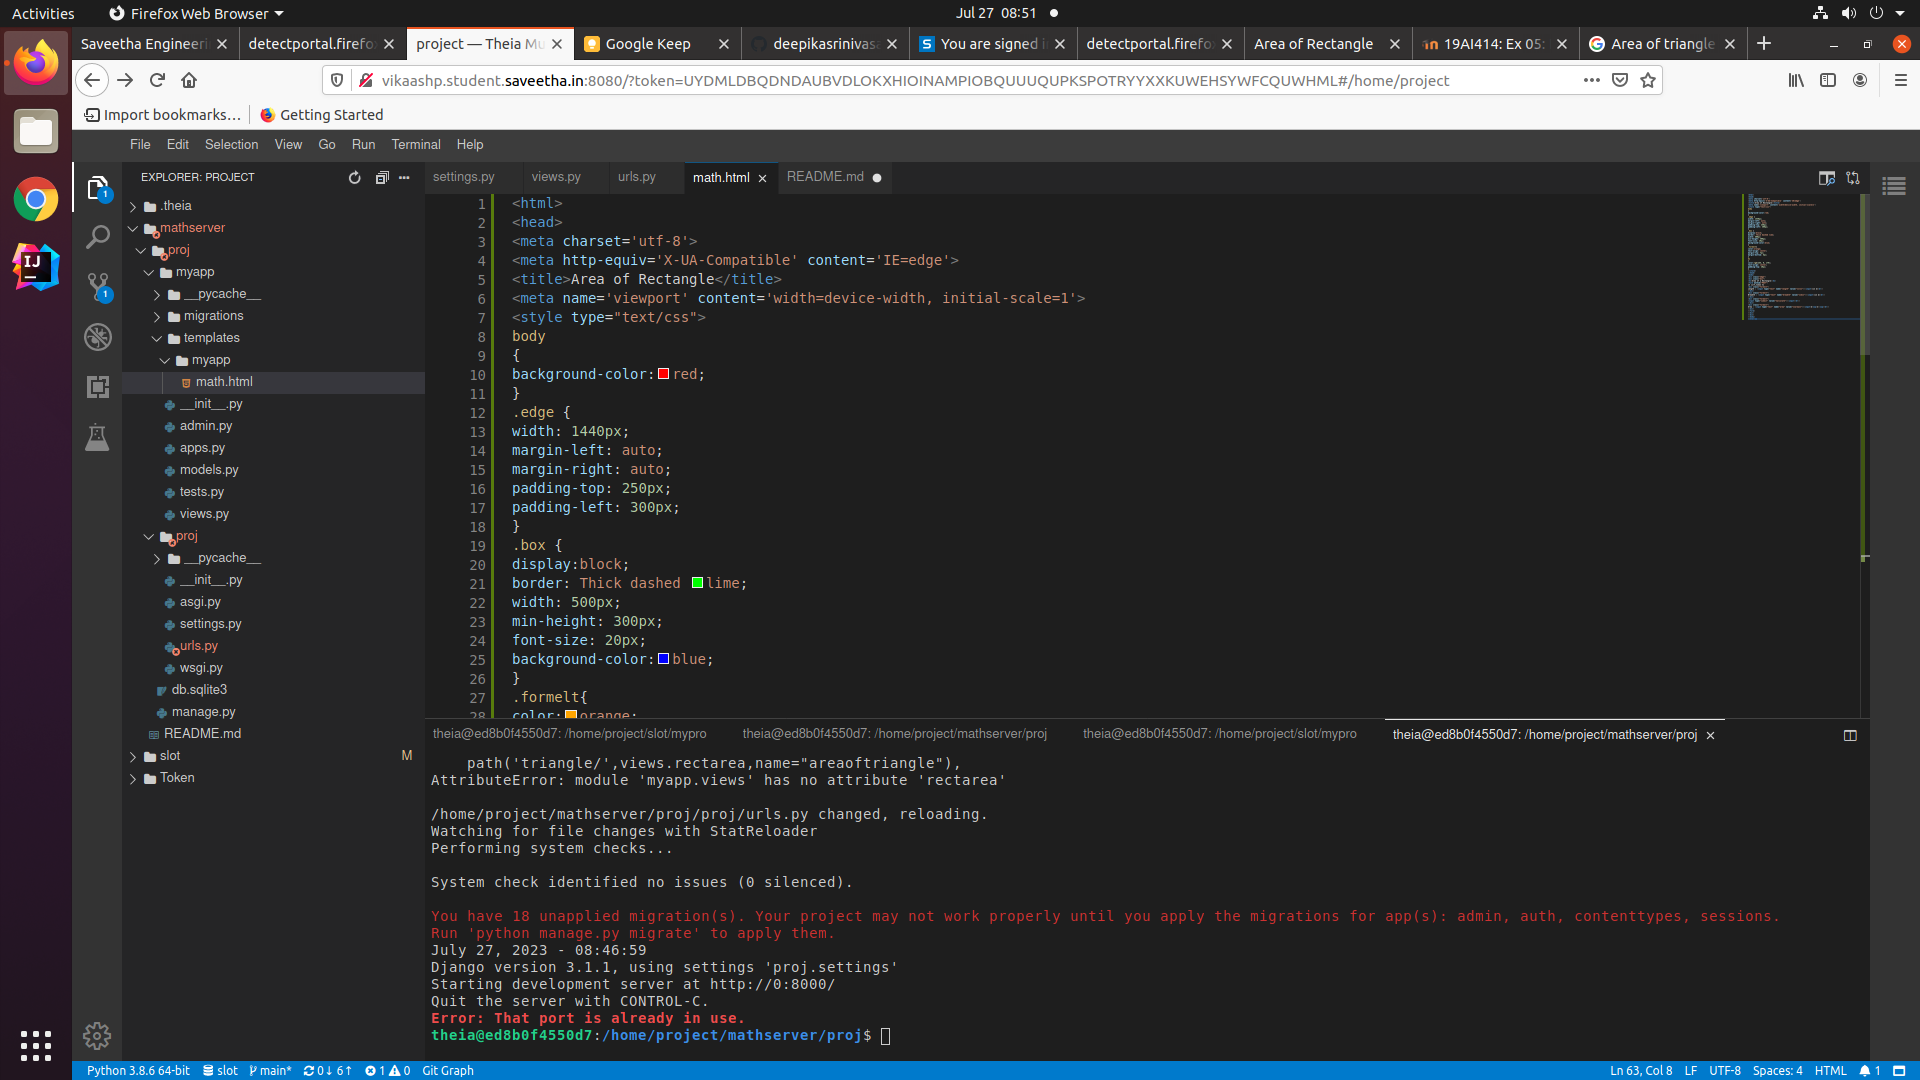 Activities
Firefox Web Browser
Jul 27 08:51
Saveetha Engineeri
detectportal.firefo
project — Theia Mu
Google Keep
deepikasrinivasa
You are signed i
detectportal.firefo
Area of Rectangle
19AI414: Ex 05:
Area of triangle
vikaashp.student.saveetha.in:8080/?token=UYDMLDBQDNDAUBVDLOKXHIOINAMPIOBQUUUQUPKSPOTRYYXXKUWEHSYWFCQUWHML#/home/project
Import bookmarks…
Getting Started
File Edit Selection View Go Run Terminal Help
EXPLORER: PROJECT
settings.py
views.py
urls.py
math.html
README.md
.theia
mathserver
proj
myapp
__pycache__
migrations
templates
myapp
math.html
__init__.py
admin.py
apps.py
models.py
tests.py
views.py
proj
__pycache__
__init__.py
asgi.py
settings.py
urls.py
wsgi.py
db.sqlite3
manage.py
README.md
slot M
Token
1 <html>
2 <head>
3 <meta charset='utf-8'>
4 <meta http-equiv='X-UA-Compatible' content='IE=edge'>
5 <title>Area of Rectangle</title>
6 <meta name='viewport' content='width=device-width, initial-scale=1'>
7 <style type="text/css">
8 body
9 {
10 background-color:red;
11 }
12 .edge {
13 width: 1440px;
14 margin-left: auto;
15 margin-right: auto;
16 padding-top: 250px;
17 padding-left: 300px;
18 }
19 .box {
20 display:block;
21 border: Thick dashed lime;
22 width: 500px;
23 min-height: 300px;
24 font-size: 20px;
25 background-color:blue;
26 }
27 .formelt{
28 color:orange;
theia@ed8b0f4550d7: /home/project/slot/mypro
theia@ed8b0f4550d7: /home/project/mathserver/proj
theia@ed8b0f4550d7: /home/project/slot/mypro
theia@ed8b0f4550d7: /home/project/mathserver/proj
path('triangle/',views.rectarea,name="areaoftriangle"),
AttributeError: module 'myapp.views' has no attribute 'rectarea'
/home/project/mathserver/proj/proj/urls.py changed, reloading.
Watching for file changes with StatReloader
Performing system checks...
System check identified no issues (0 silenced).
You have 18 unapplied migration(s). Your project may not work properly until you apply the migrations for app(s): admin, auth, contenttypes, sessions.
Run 'python manage.py migrate' to apply them.
July 27, 2023 - 08:46:59
Django version 3.1.1, using settings 'proj.settings'
Starting development server at http://0:8000/
Quit the server with CONTROL-C.
Error: That port is already in use.
theia@ed8b0f4550d7:/home/project/mathserver/proj$
Python 3.8.6 64-bit slot main* 0↓ 6↑ 1 0 Git Graph
Ln 63, Col 8 LF UTF-8 Spaces: 4 HTML 1